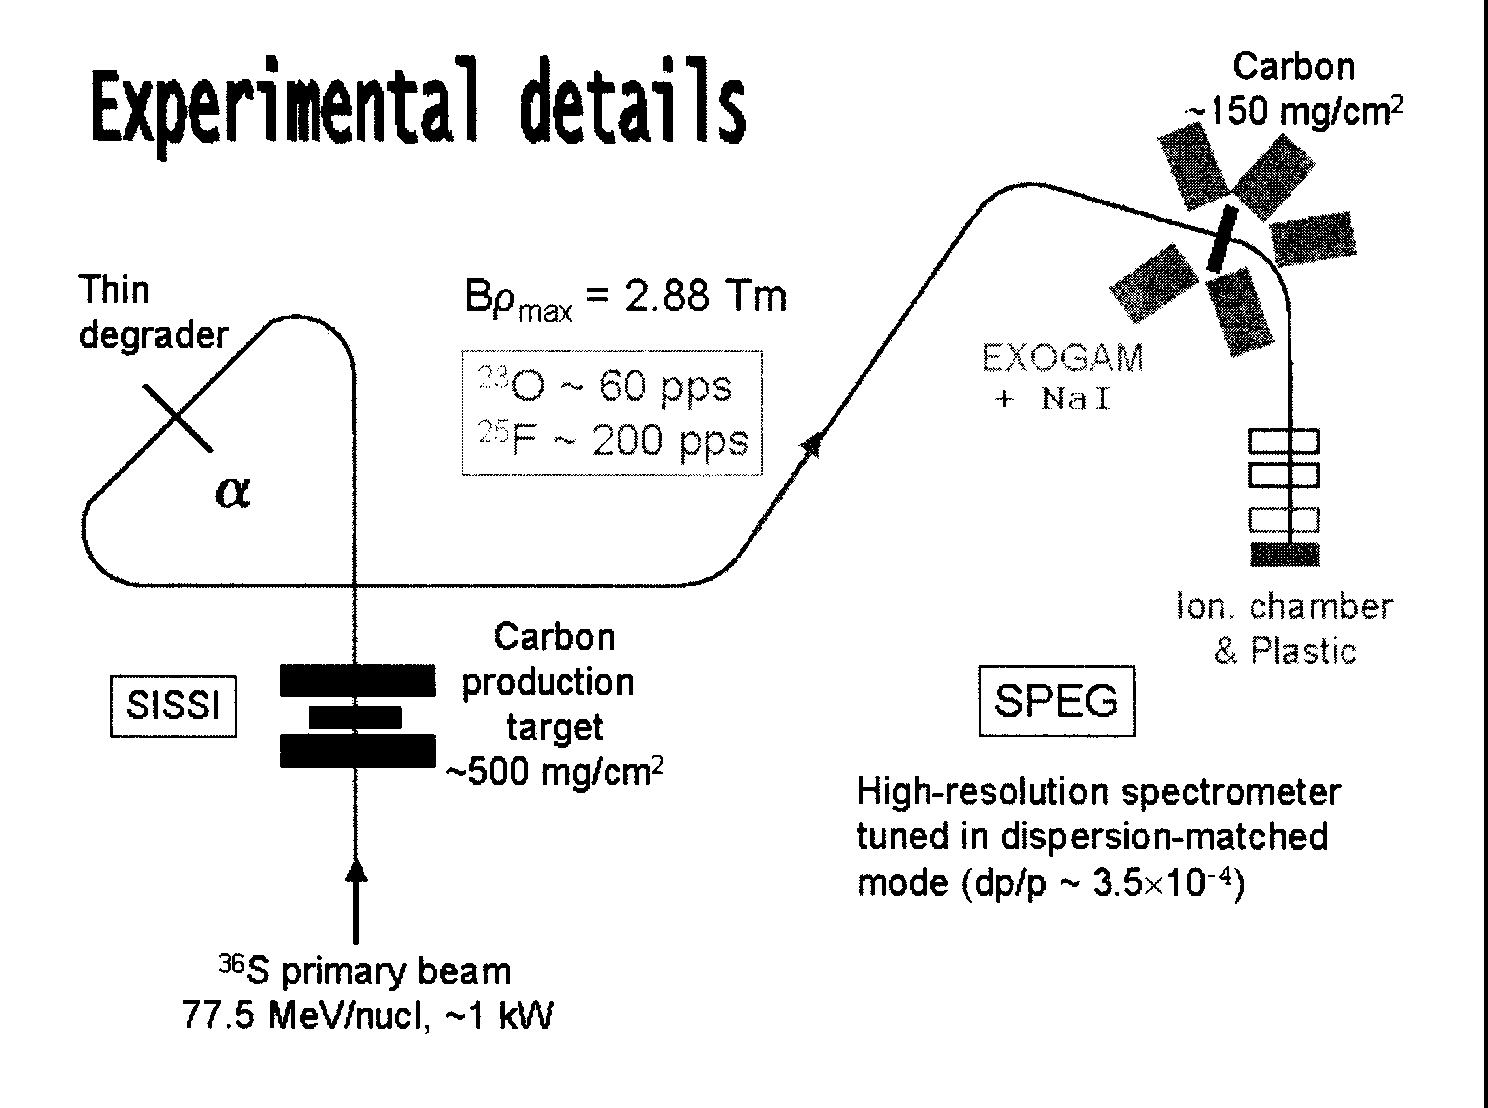 Experimental details
Carbon
~150 mg/cm²
Thin
degrader
Bρmax = 2.88 Tm
²³O ~ 60 pps
²⁵F ~ 200 pps
α
EXOGAM
+ NaI
Ion. chamber
& Plastic
SISSI
Carbon
production
target
~500 mg/cm²
SPEG
High-resolution spectrometer
tuned in dispersion-matched
mode (dp/p ~ 3.5×10⁻⁴)
³⁶S primary beam
77.5 MeV/nucl, ~1 kW